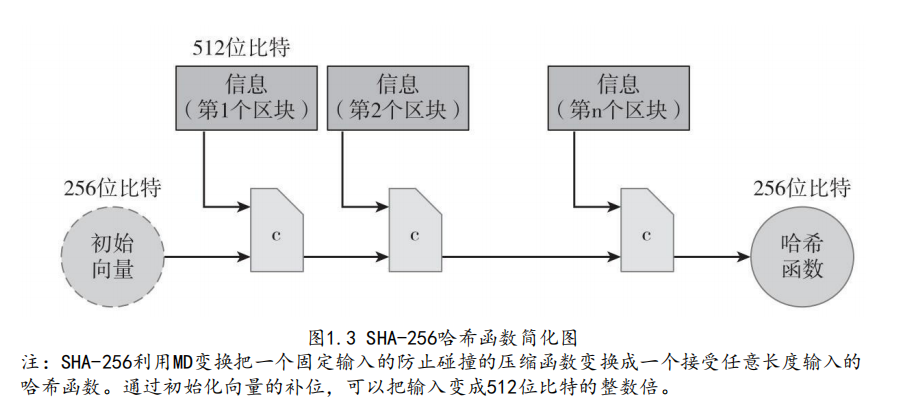 512位比特
信息
（第1个区块）
信息
（第2个区块）
信息
（第n个区块）
256位比特
初始
向量
c
c
c
256位比特
哈希
函数
图1.3 SHA-256哈希函数简化图
注：SHA-256利用MD变换把一个固定输入的防止碰撞的压缩函数变换成一个接受任意长度输入的
哈希函数。通过初始化向量的补位，可以把输入变成512位比特的整数倍。